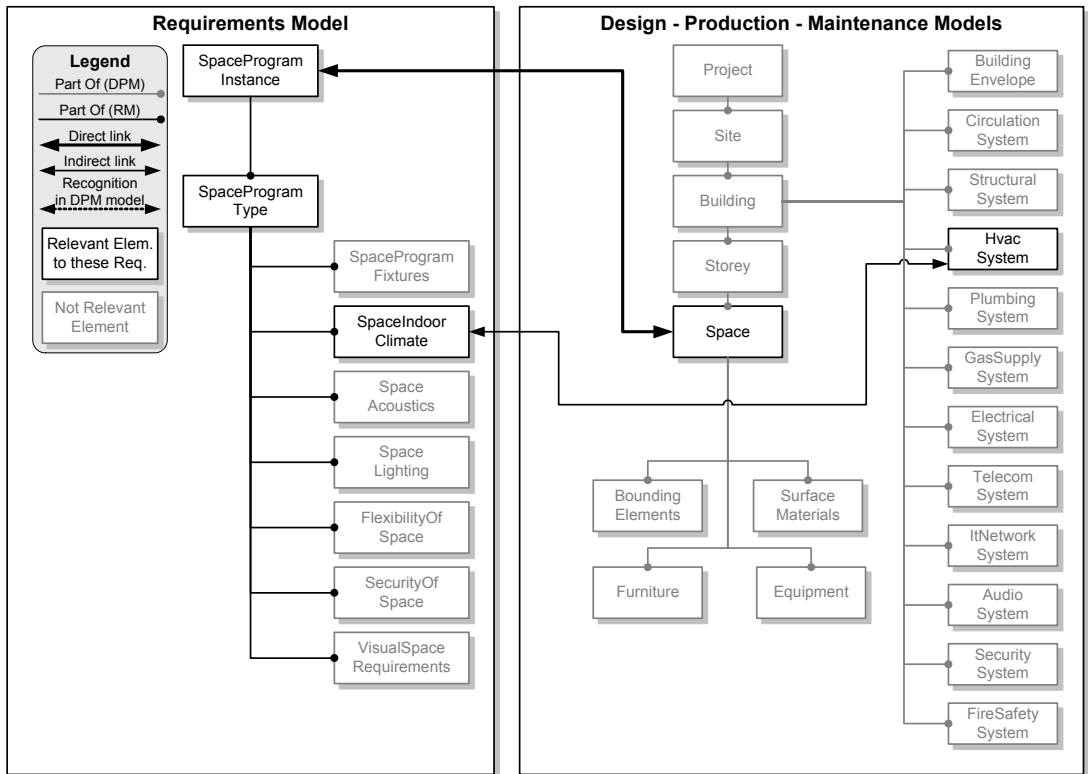 Requirements Model
Legend
Part Of (DPM)
Part Of (RM)
Direct link
Indirect link
Recognition
in DPM model
Relevant Elem.
to these Req.
Not Relevant
Element
SpaceProgram
Instance
SpaceProgram
Type
SpaceProgram
Fixtures
SpaceIndoor
Climate
Space
Acoustics
Space
Lighting
FlexibilityOf
Space
SecurityOf
Space
VisualSpace
Requirements
Design - Production - Maintenance Models
Project
Site
Building
Storey
Space
Bounding
Elements
Surface
Materials
Furniture
Equipment
Building
Envelope
Circulation
System
Structural
System
Hvac
System
Plumbing
System
GasSupply
System
Electrical
System
Telecom
System
ItNetwork
System
Audio
System
Security
System
FireSafety
System